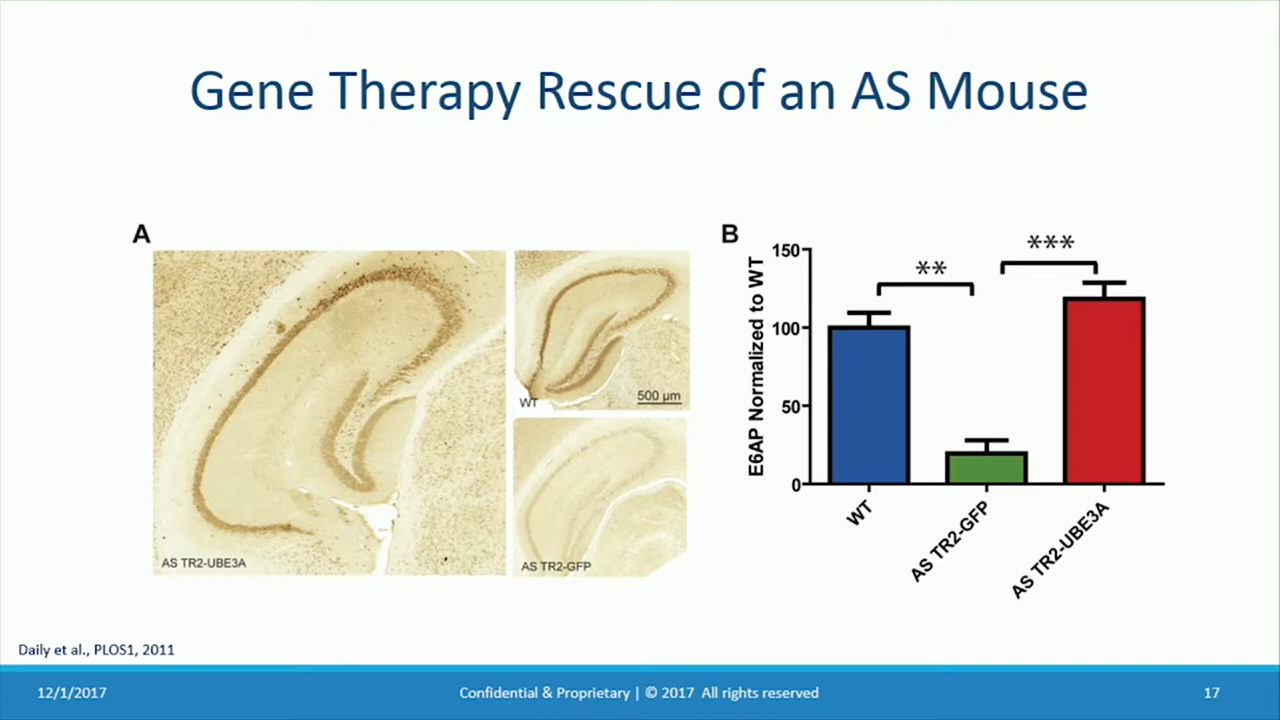 Gene Therapy Rescue of an AS Mouse
A
AS TR2-UBE3A
WT
500 µm
AS TR2-GFP
B
E6AP Normalized to WT
150
100
50
0
**
***
WT
AS TR2-GFP
AS TR2-UBE3A
Daily et al., PLOS1, 2011
12/1/2017
Confidential & Proprietary | © 2017 All rights reserved
17